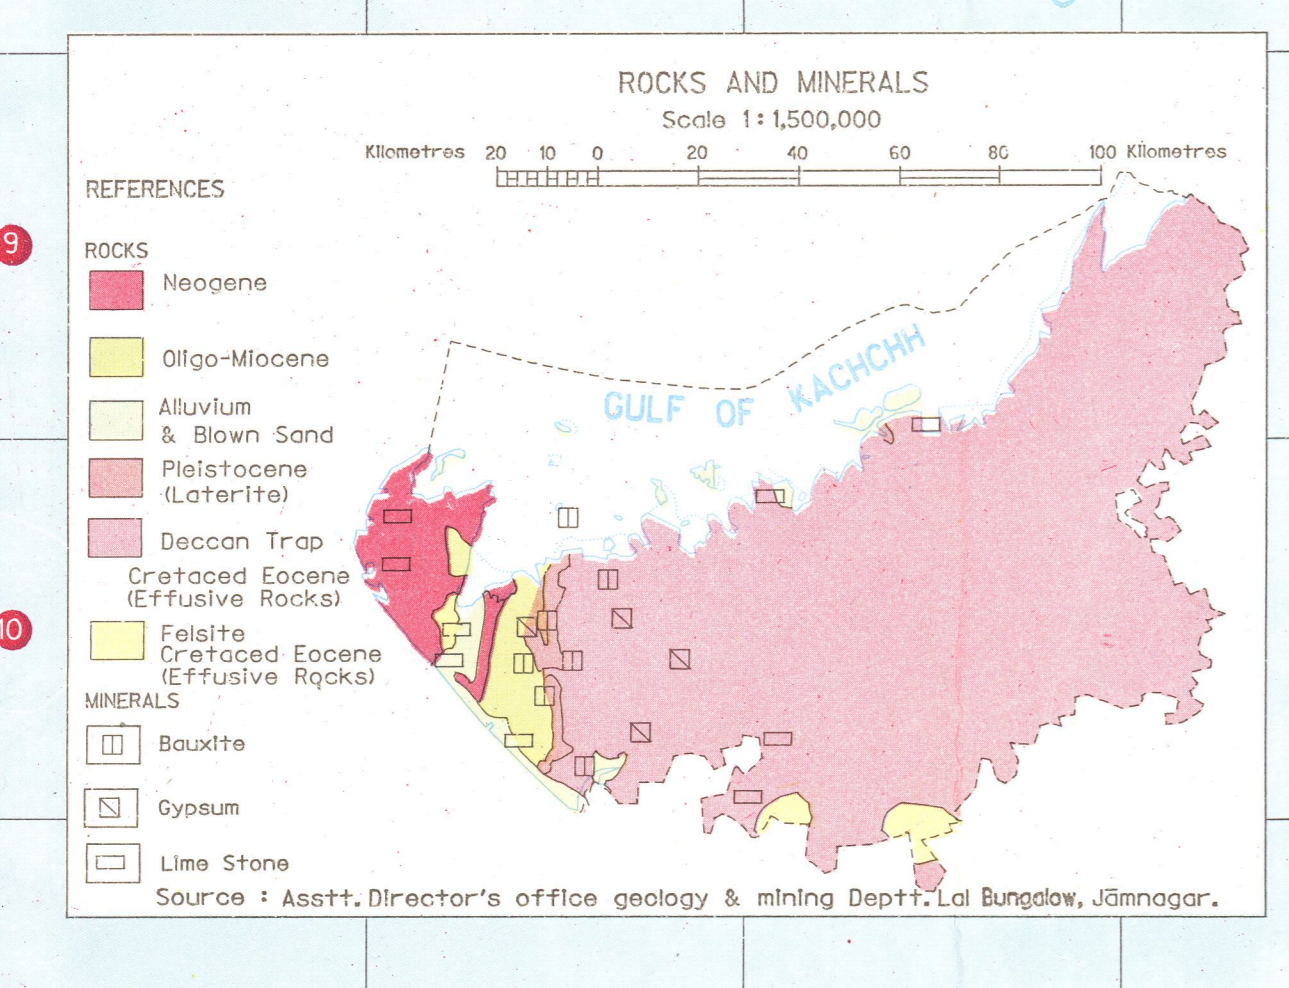 ROCKS AND MINERALS
Scale 1 : 1,500,000
Kilometres 20 10 0 20 40 60 80 100 Kilometres
REFERENCES
ROCKS
Neogene
Oligo-Miocene
Alluvium
& Blown Sand
Pleistocene
(Laterite)
Deccan Trap
Cretaced Eocene
(Effusive Rocks)
Felsite
Cretaced Eocene
(Effusive Rocks)
MINERALS
Bauxite
Gypsum
Lime Stone
GULF OF KACHCHH
Source : Asstt. Director's office geology & mining Deptt. Lal Bungalow, Jāmnagar.
9
10